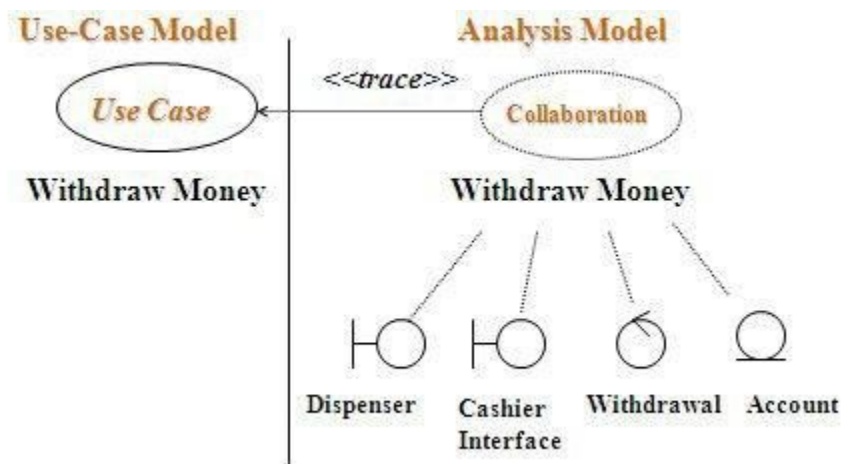 Use-Case Model
Analysis Model
<<trace>>
Use Case
Collaboration
Withdraw Money
Withdraw Money
Dispenser
Cashier
Interface
Withdrawal
Account